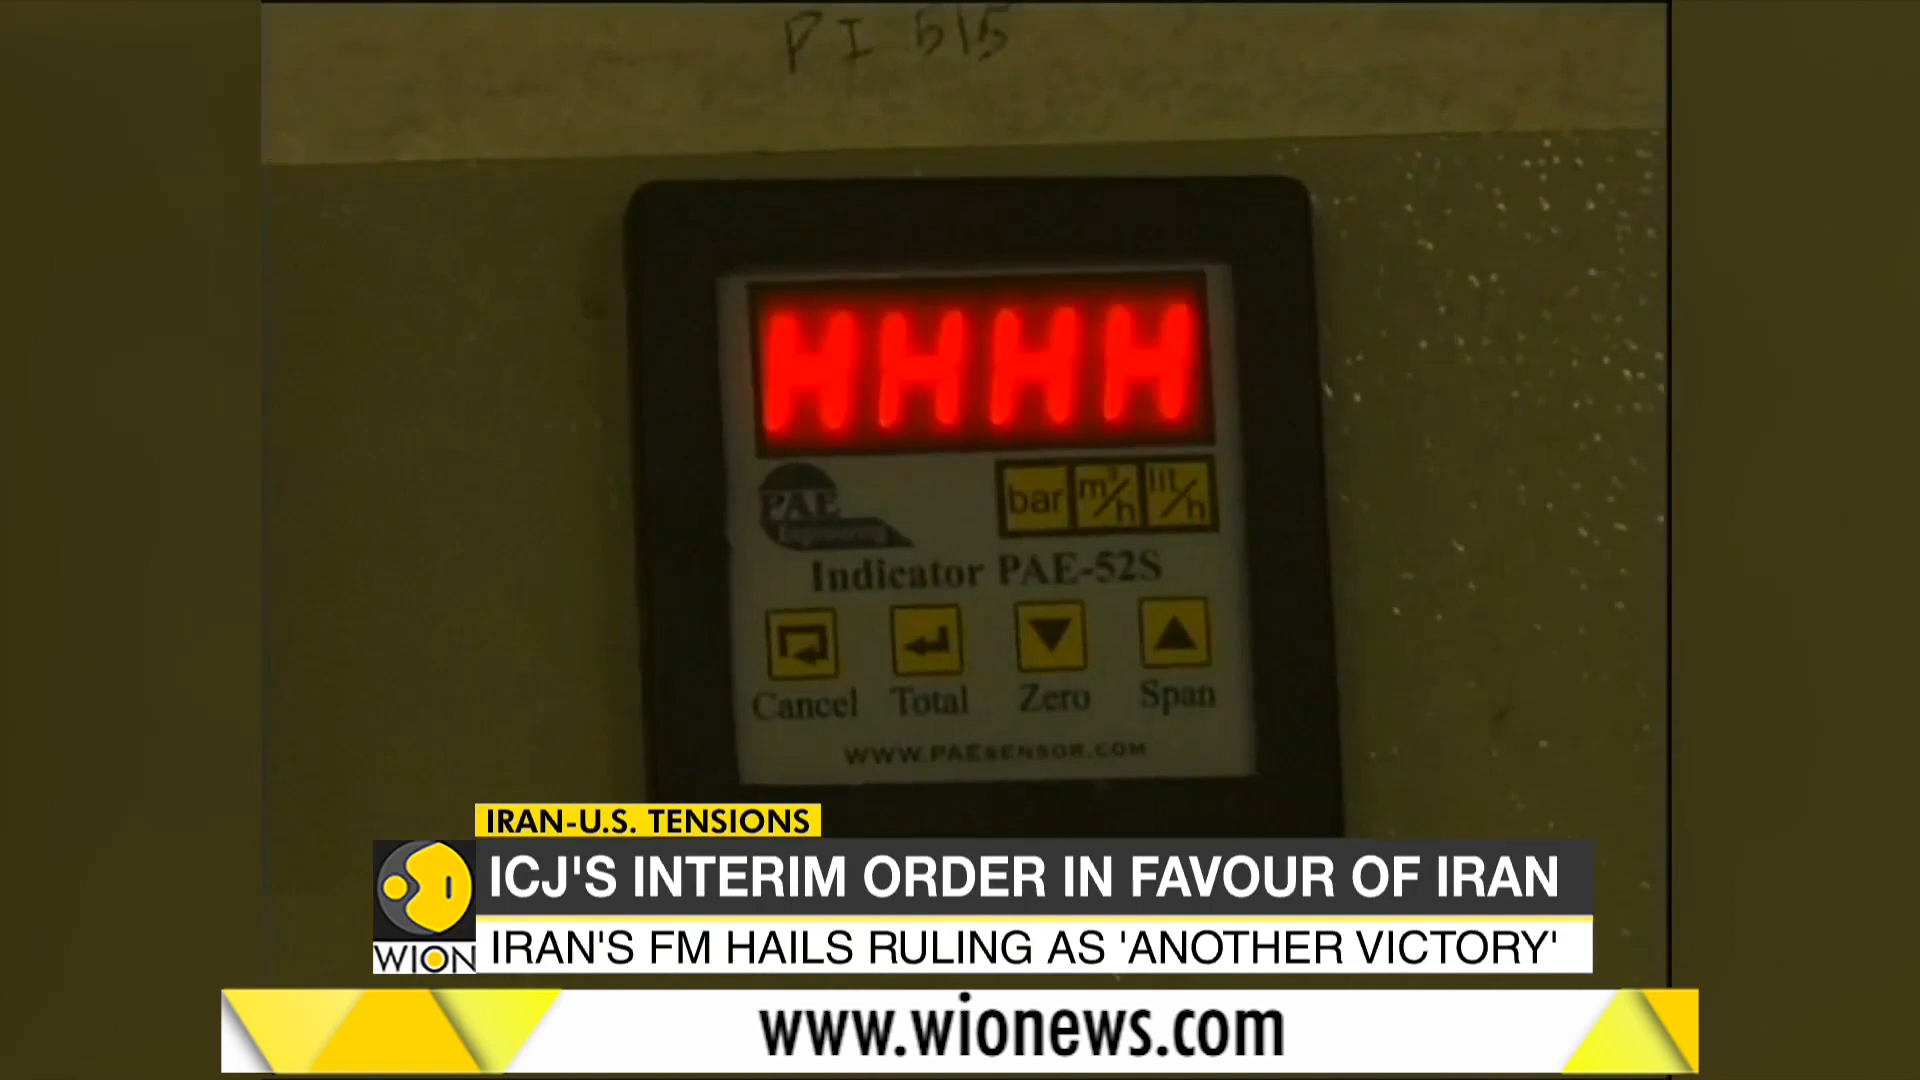 PI 515
HHHH
PAE
Engineering
bar m³/h lit/h
Indicator PAE-52S
Cancel Total Zero Span
WWW.PAESENSOR.COM
IRAN-U.S. TENSIONS
ICJ'S INTERIM ORDER IN FAVOUR OF IRAN
WION
IRAN'S FM HAILS RULING AS 'ANOTHER VICTORY'
www.wionews.com